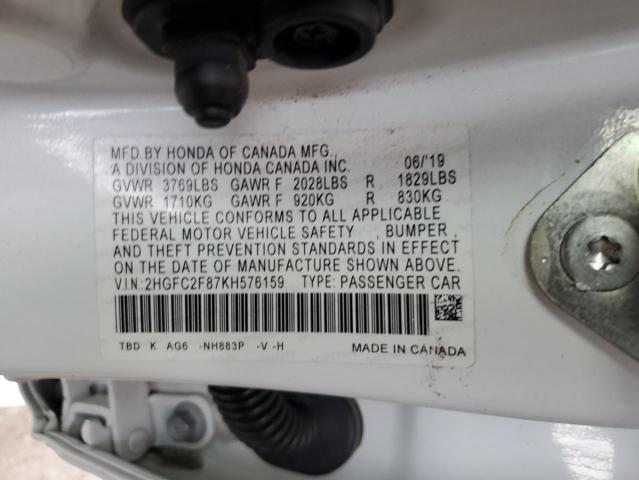 MFD.BY HONDA OF CANADA MFG.,
A DIVISION OF HONDA CANADA INC. 06/'19
GVWR 3769LBS GAWR F 2028LBS R 1829LBS
GVWR 1710KG GAWR F 920KG R 830KG
THIS VEHICLE CONFORMS TO ALL APPLICABLE
FEDERAL MOTOR VEHICLE SAFETY , BUMPER,
AND THEFT PREVENTION STANDARDS IN EFFECT
ON THE DATE OF MANUFACTURE SHOWN ABOVE.
V.I.N:2HGFC2F87KH576159 TYPE: PASSENGER CAR
TBD K AG6 -NH883P -V -H MADE IN CANADA